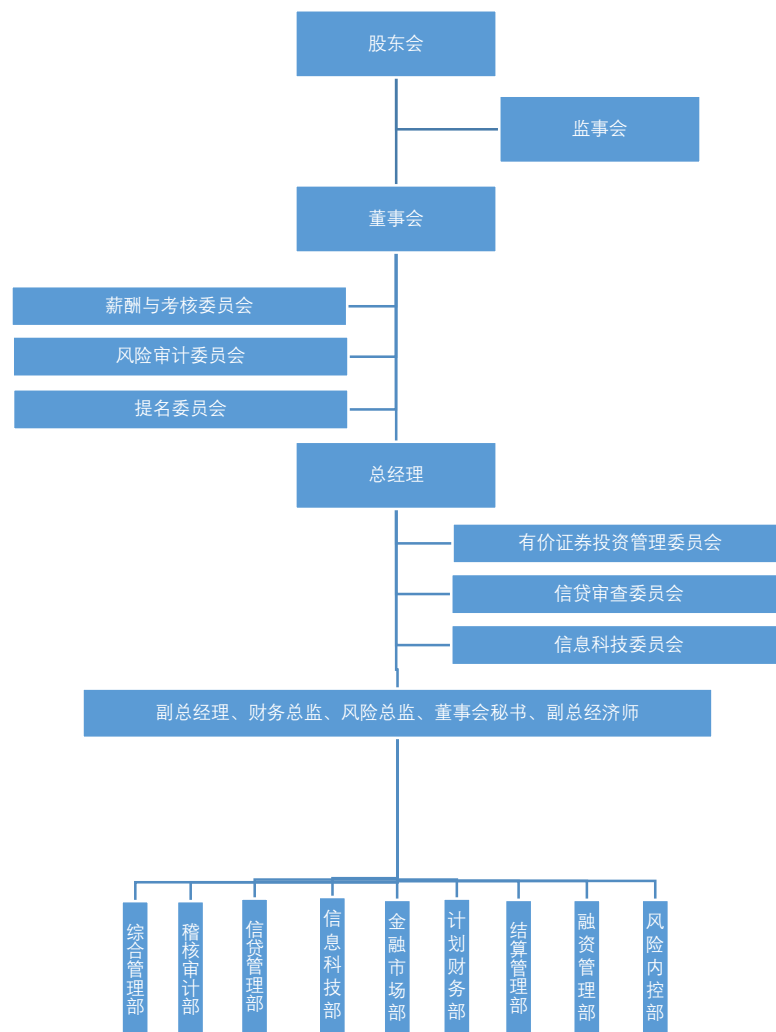 股东会
监事会
董事会
薪酬与考核委员会
风险审计委员会
提名委员会
总经理
有价证券投资管理委员会
信贷审查委员会
信息科技委员会
副总经理、财务总监、风险总监、董事会秘书、副总经济师
综合管理部
稽核审计部
信贷管理部
信息科技部
金融市场部
计划财务部
结算管理部
融资管理部
风险内控部